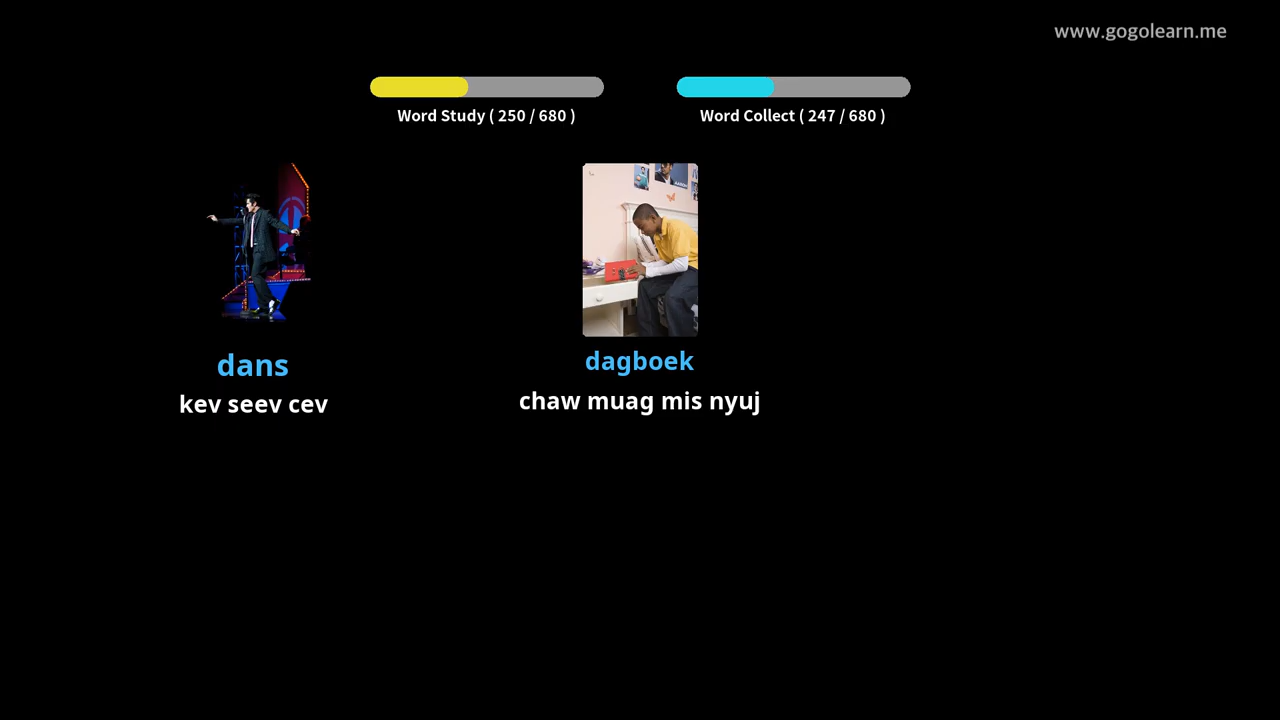 www.gogolearn.me
Word Study ( 250 / 680 )
Word Collect ( 247 / 680 )
dans
kev seev cev
dagboek
chaw muag mis nyuj